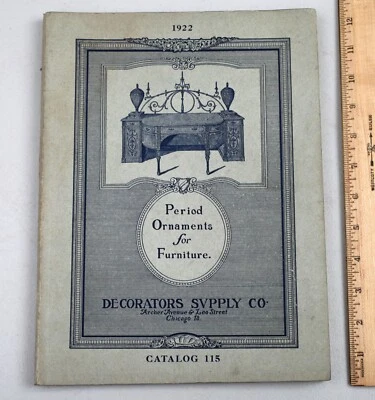 1922
Period
Ornaments
for
Furniture.
DECORATORS SVPPLY CO.
Archer Avenue & Leo Street
Chicago Ill.
CATALOG 115